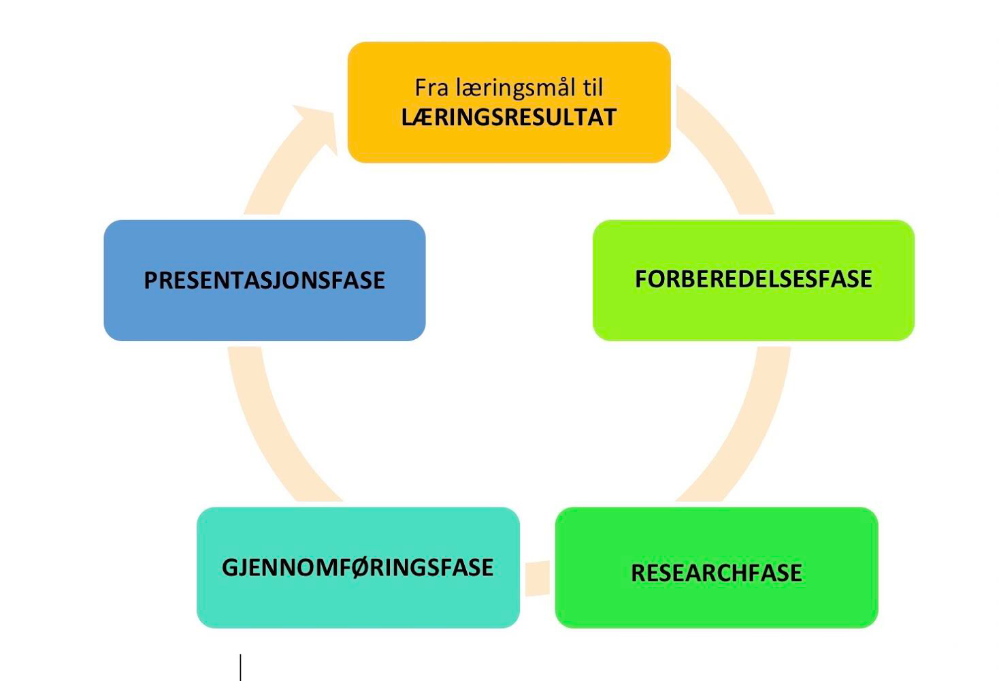 Fra læringsmål til
LÆRINGSRESULTAT
PRESENTASJONSFASE
FORBEREDELSESFASE
GJENNOMFØRINGSFASE
RESEARCHFASE